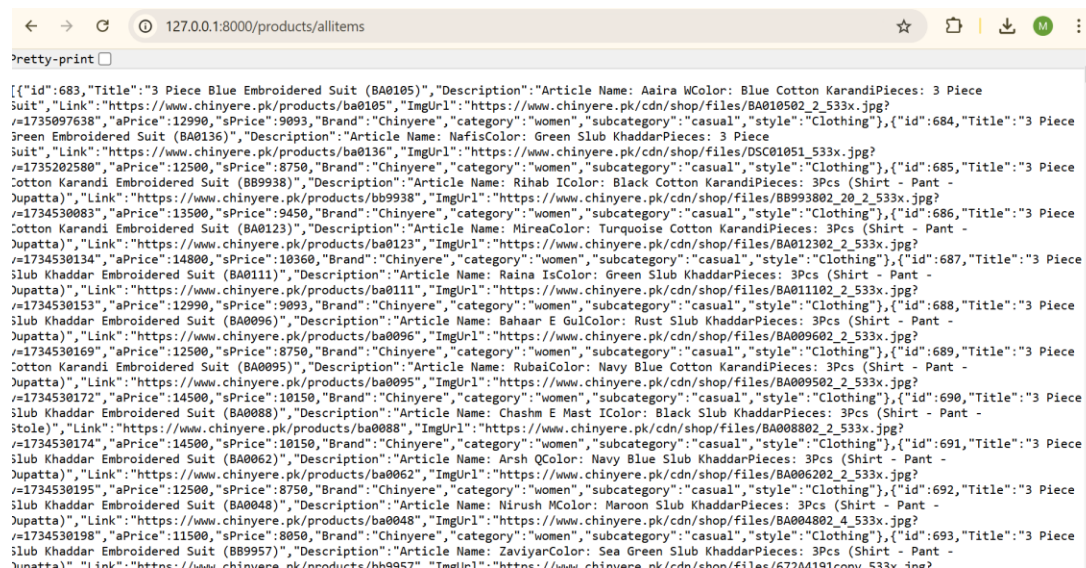 127.0.0.1:8000/products/allitems
M
Pretty-print
[{"id":683,"Title":"3 Piece Blue Embroidered Suit (BA0105)","Description":"Article Name: Aaira WColor: Blue Cotton KarandiPieces: 3 Piece
Suit","Link":"https://www.chinyere.pk/products/ba0105","ImgUrl":"https://www.chinyere.pk/cdn/shop/files/BA010502_2_533x.jpg?
v=1735097638","aPrice":12990,"sPrice":9093,"Brand":"Chinyere","category":"women","subcategory":"casual","style":"Clothing"},{"id":684,"Title":"3 Piece
Green Embroidered Suit (BA0136)","Description":"Article Name: NafisColor: Green Slub KhaddarPieces: 3 Piece
Suit","Link":"https://www.chinyere.pk/products/ba0136","ImgUrl":"https://www.chinyere.pk/cdn/shop/files/DSC01051_533x.jpg?
v=1735202580","aPrice":12500,"sPrice":8750,"Brand":"Chinyere","category":"women","subcategory":"casual","style":"Clothing"},{"id":685,"Title":"3 Piece
Cotton Karandi Embroidered Suit (BB9938)","Description":"Article Name: Rihab IColor: Black Cotton KarandiPieces: 3Pcs (Shirt - Pant -
Dupatta)","Link":"https://www.chinyere.pk/products/bb9938","ImgUrl":"https://www.chinyere.pk/cdn/shop/files/BB993802_20_2_533x.jpg?
v=1734530083","aPrice":13500,"sPrice":9450,"Brand":"Chinyere","category":"women","subcategory":"casual","style":"Clothing"},{"id":686,"Title":"3 Piece
Cotton Karandi Embroidered Suit (BA0123)","Description":"Article Name: MireaColor: Turquoise Cotton KarandiPieces: 3Pcs (Shirt - Pant -
Dupatta)","Link":"https://www.chinyere.pk/products/ba0123","ImgUrl":"https://www.chinyere.pk/cdn/shop/files/BA012302_2_533x.jpg?
v=1734530134","aPrice":14800,"sPrice":10360,"Brand":"Chinyere","category":"women","subcategory":"casual","style":"Clothing"},{"id":687,"Title":"3 Piece
Slub Khaddar Embroidered Suit (BA0111)","Description":"Article Name: Raina IsColor: Green Slub KhaddarPieces: 3Pcs (Shirt - Pant -
Dupatta)","Link":"https://www.chinyere.pk/products/ba0111","ImgUrl":"https://www.chinyere.pk/cdn/shop/files/BA011102_2_533x.jpg?
v=1734530153","aPrice":12990,"sPrice":9093,"Brand":"Chinyere","category":"women","subcategory":"casual","style":"Clothing"},{"id":688,"Title":"3 Piece
Slub Khaddar Embroidered Suit (BA0096)","Description":"Article Name: Bahaar E GulColor: Rust Slub KhaddarPieces: 3Pcs (Shirt - Pant -
Dupatta)","Link":"https://www.chinyere.pk/products/ba0096","ImgUrl":"https://www.chinyere.pk/cdn/shop/files/BA009602_2_533x.jpg?
v=1734530169","aPrice":12500,"sPrice":8750,"Brand":"Chinyere","category":"women","subcategory":"casual","style":"Clothing"},{"id":689,"Title":"3 Piece
Cotton Karandi Embroidered Suit (BA0095)","Description":"Article Name: RubaiColor: Navy Blue Cotton KarandiPieces: 3Pcs (Shirt - Pant -
Dupatta)","Link":"https://www.chinyere.pk/products/ba0095","ImgUrl":"https://www.chinyere.pk/cdn/shop/files/BA009502_2_533x.jpg?
v=1734530172","aPrice":14500,"sPrice":10150,"Brand":"Chinyere","category":"women","subcategory":"casual","style":"Clothing"},{"id":690,"Title":"3 Piece
Slub Khaddar Embroidered Suit (BA0088)","Description":"Article Name: Chashm E Mast IColor: Black Slub KhaddarPieces: 3Pcs (Shirt - Pant -
Stole)","Link":"https://www.chinyere.pk/products/ba0088","ImgUrl":"https://www.chinyere.pk/cdn/shop/files/BA008802_2_533x.jpg?
v=1734530174","aPrice":14500,"sPrice":10150,"Brand":"Chinyere","category":"women","subcategory":"casual","style":"Clothing"},{"id":691,"Title":"3 Piece
Slub Khaddar Embroidered Suit (BA0062)","Description":"Article Name: Arsh QColor: Navy Blue Slub KhaddarPieces: 3Pcs (Shirt - Pant -
Dupatta)","Link":"https://www.chinyere.pk/products/ba0062","ImgUrl":"https://www.chinyere.pk/cdn/shop/files/BA006202_2_533x.jpg?
v=1734530195","aPrice":12500,"sPrice":8750,"Brand":"Chinyere","category":"women","subcategory":"casual","style":"Clothing"},{"id":692,"Title":"3 Piece
Slub Khaddar Embroidered Suit (BA0048)","Description":"Article Name: Nirush MColor: Maroon Slub KhaddarPieces: 3Pcs (Shirt - Pant -
Dupatta)","Link":"https://www.chinyere.pk/products/ba0048","ImgUrl":"https://www.chinyere.pk/cdn/shop/files/BA004802_4_533x.jpg?
v=1734530198","aPrice":11500,"sPrice":8050,"Brand":"Chinyere","category":"women","subcategory":"casual","style":"Clothing"},{"id":693,"Title":"3 Piece
Slub Khaddar Embroidered Suit (BB9957)","Description":"Article Name: ZaviyarColor: Sea Green Slub KhaddarPieces: 3Pcs (Shirt - Pant -
Dupatta)","Link":"https://www.chinyere.pk/products/bb9957","ImgUrl":"https://www.chinyere.pk/cdn/shop/files/672A4191copy_533x.jpg?